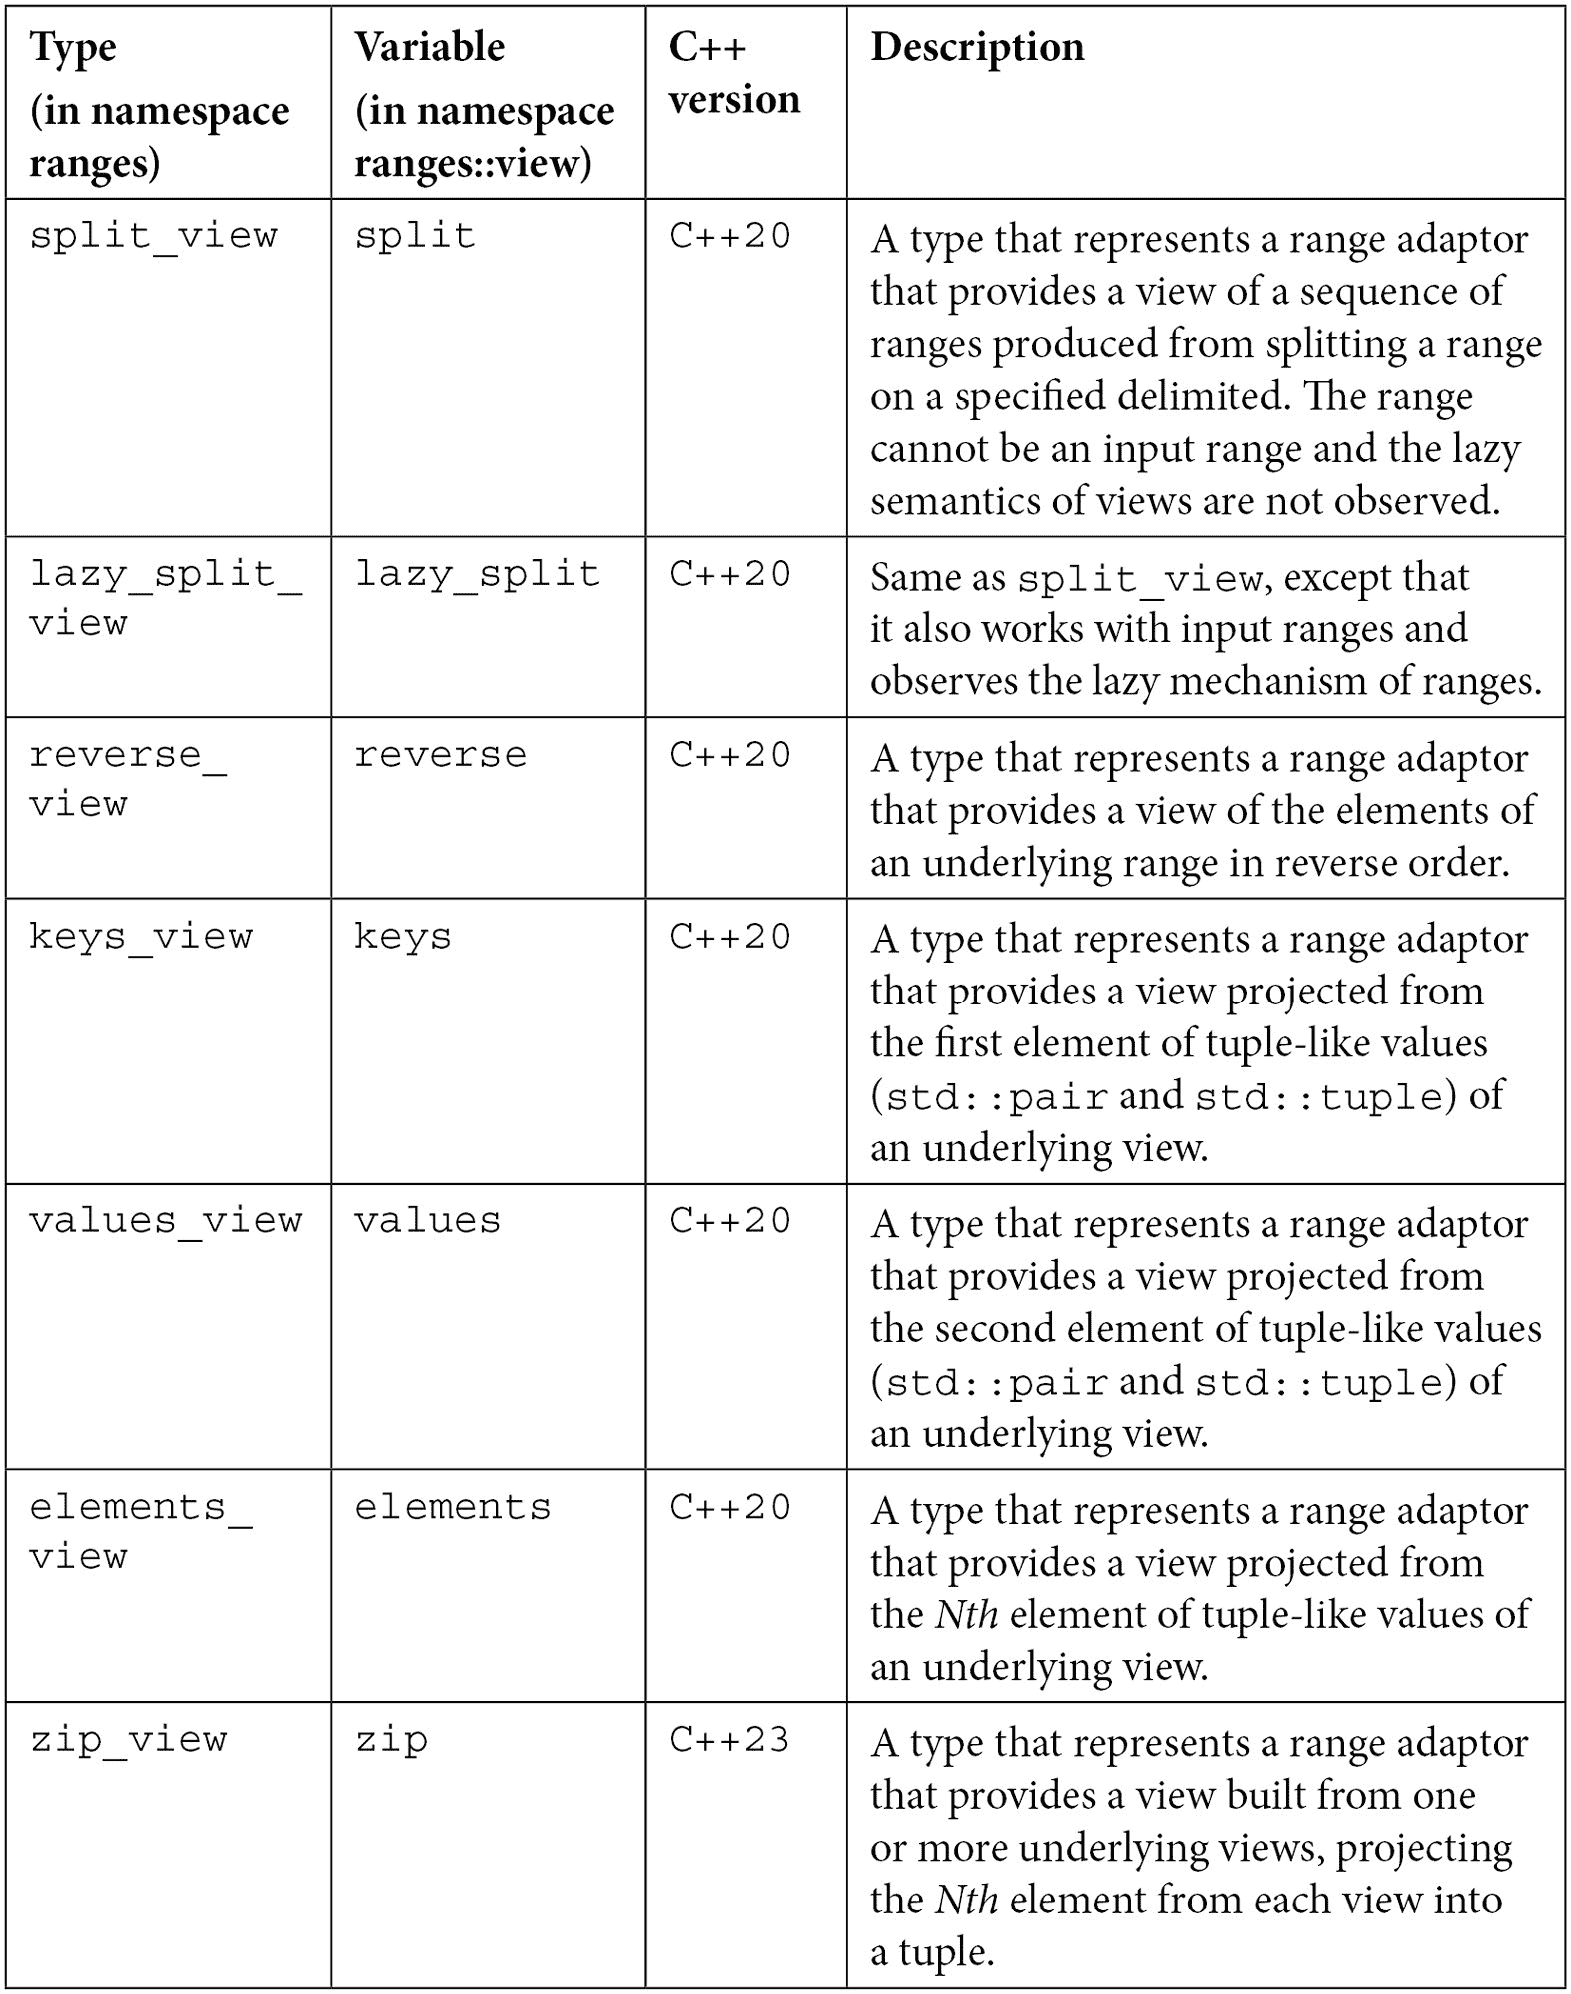 Type
(in namespace
ranges)
Variable
(in namespace
ranges::view)
C++
version
Description
split_view
split
C++20
A type that represents a range adaptor
that provides a view of a sequence of
ranges produced from splitting a range
on a specified delimited. The range
cannot be an input range and the lazy
semantics of views are not observed.
lazy_split_
view
lazy_split
C++20
Same as split_view, except that
it also works with input ranges and
observes the lazy mechanism of ranges.
reverse_
view
reverse
C++20
A type that represents a range adaptor
that provides a view of the elements of
an underlying range in reverse order.
keys_view
keys
C++20
A type that represents a range adaptor
that provides a view projected from
the first element of tuple-like values
(std::pair and std::tuple) of
an underlying view.
values_view
values
C++20
A type that represents a range adaptor
that provides a view projected from
the second element of tuple-like values
(std::pair and std::tuple) of
an underlying view.
elements_
view
elements
C++20
A type that represents a range adaptor
that provides a view projected from
the Nth element of tuple-like values of
an underlying view.
zip_view
zip
C++23
A type that represents a range adaptor
that provides a view built from one
or more underlying views, projecting
the Nth element from each view into
a tuple.